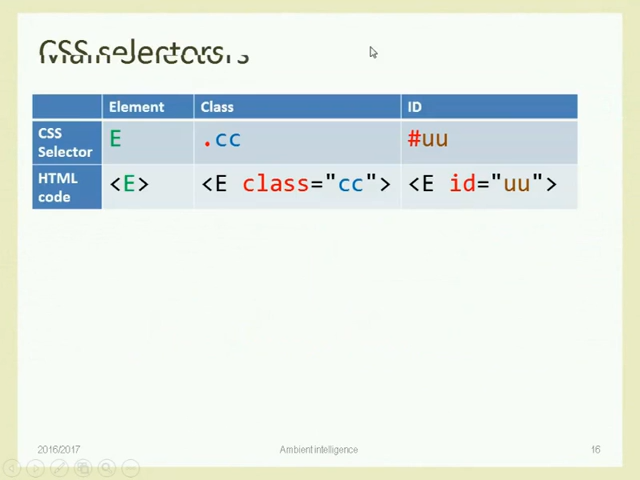 CSS selectors
Element Class ID
CSS Selector E .cc #uu
HTML code <E> <E class="cc"> <E id="uu">
2016/2017 Ambient intelligence 16